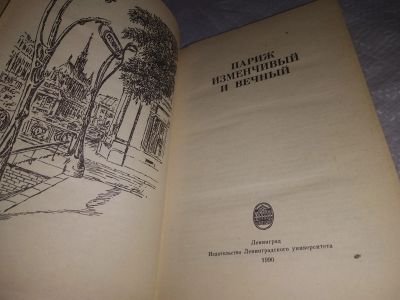 ПАРИЖ
ИЗМЕНЧИВЫЙ
И ВЕЧНЫЙ
Ленинград
Издательство Ленинградского университета
1990